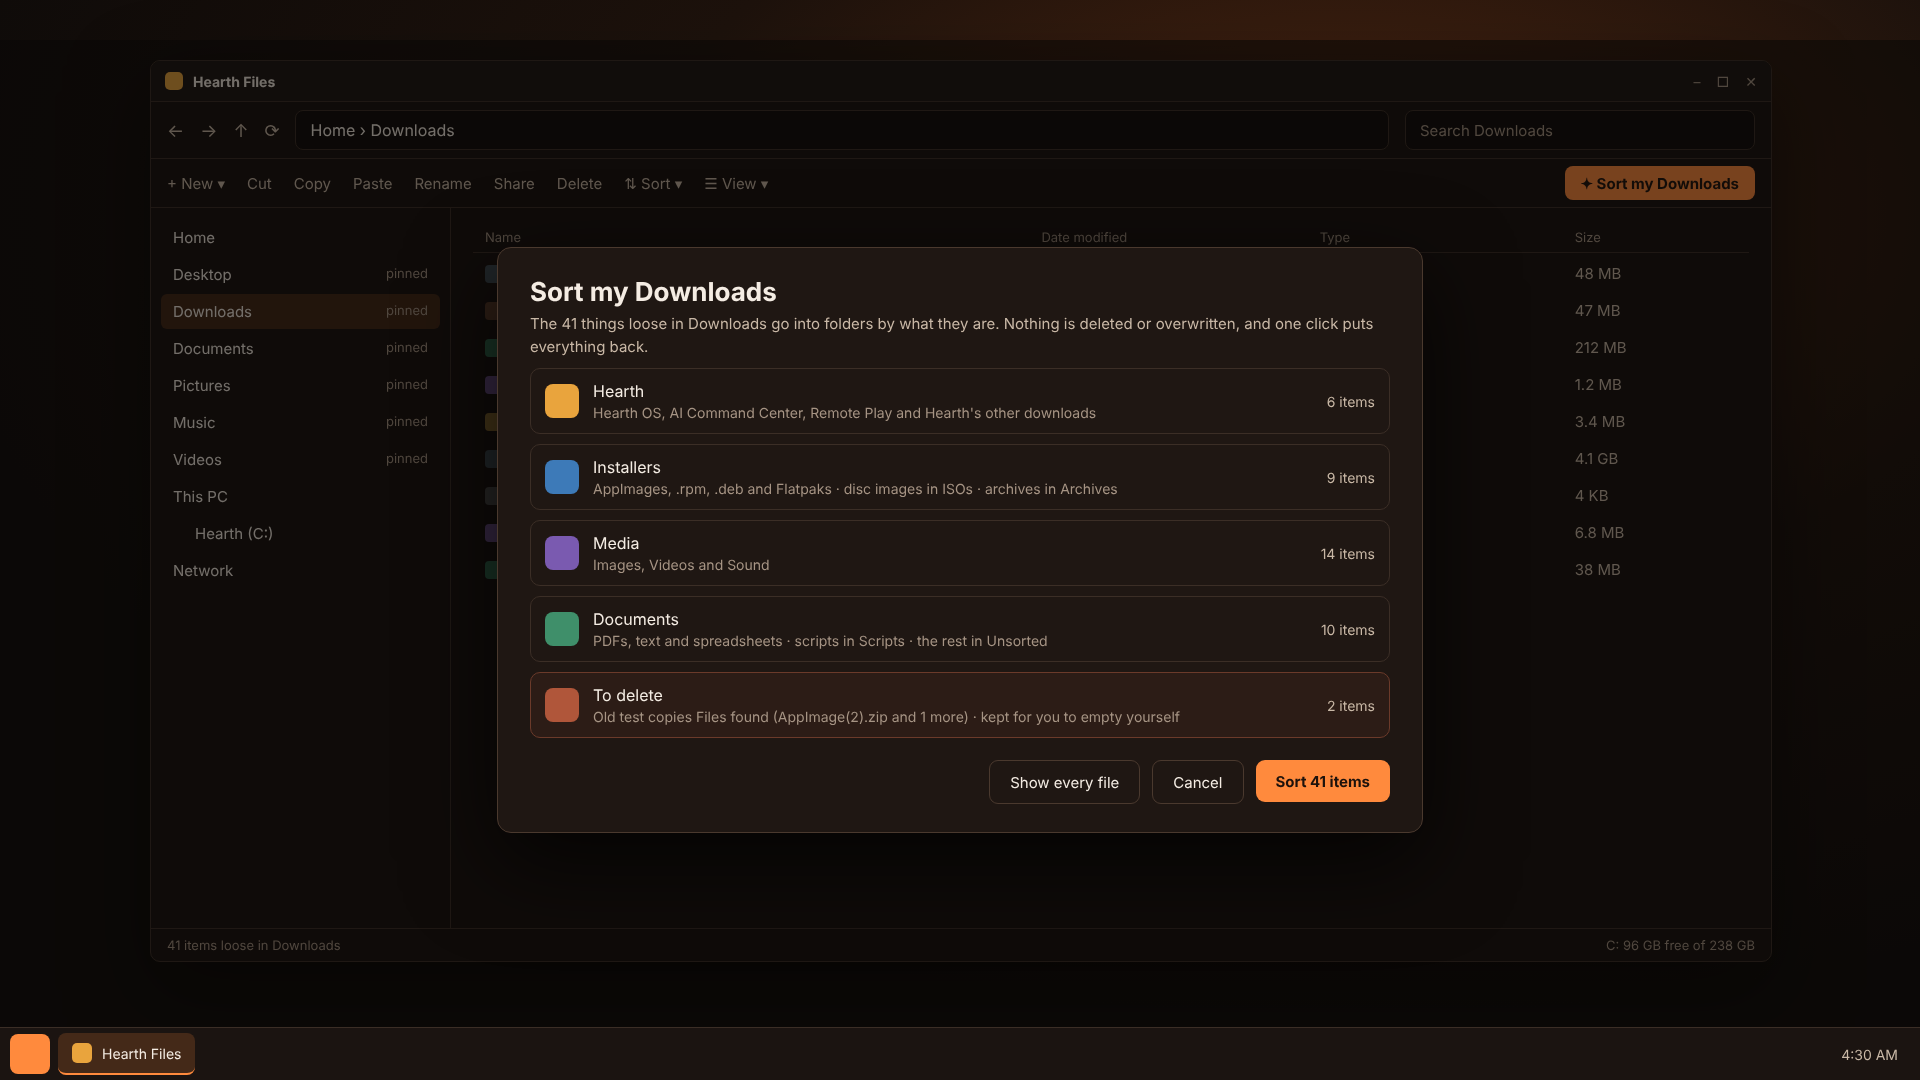 Hearth Files
Home › Downloads
Search Downloads
+ New ▾ Cut Copy Paste Rename Share Delete ⇅ Sort ▾ ☰ View ▾
✦ Sort my Downloads
Home
Desktop pinned
Downloads pinned
Documents pinned
Pictures pinned
Music pinned
Videos pinned
This PC
Hearth (C:)
Network
Name Date modified Type Size
48 MB
47 MB
212 MB
1.2 MB
3.4 MB
4.1 GB
4 KB
6.8 MB
38 MB
Sort my Downloads
The 41 things loose in Downloads go into folders by what they are. Nothing is deleted or overwritten, and one click puts
everything back.
Hearth
Hearth OS, AI Command Center, Remote Play and Hearth's other downloads
6 items
Installers
AppImages, .rpm, .deb and Flatpaks · disc images in ISOs · archives in Archives
9 items
Media
Images, Videos and Sound
14 items
Documents
PDFs, text and spreadsheets · scripts in Scripts · the rest in Unsorted
10 items
To delete
Old test copies Files found (AppImage(2).zip and 1 more) · kept for you to empty yourself
2 items
Show every file
Cancel
Sort 41 items
41 items loose in Downloads
C: 96 GB free of 238 GB
Hearth Files
4:30 AM